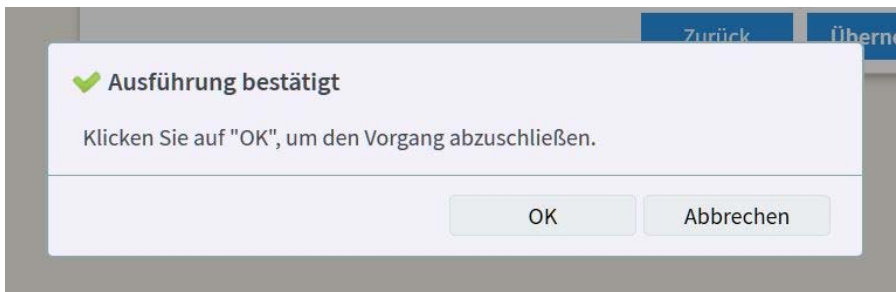 Zurück
Ausführung bestätigt
Klicken Sie auf "OK", um den Vorgang abzuschließen.
OK Abbrechen